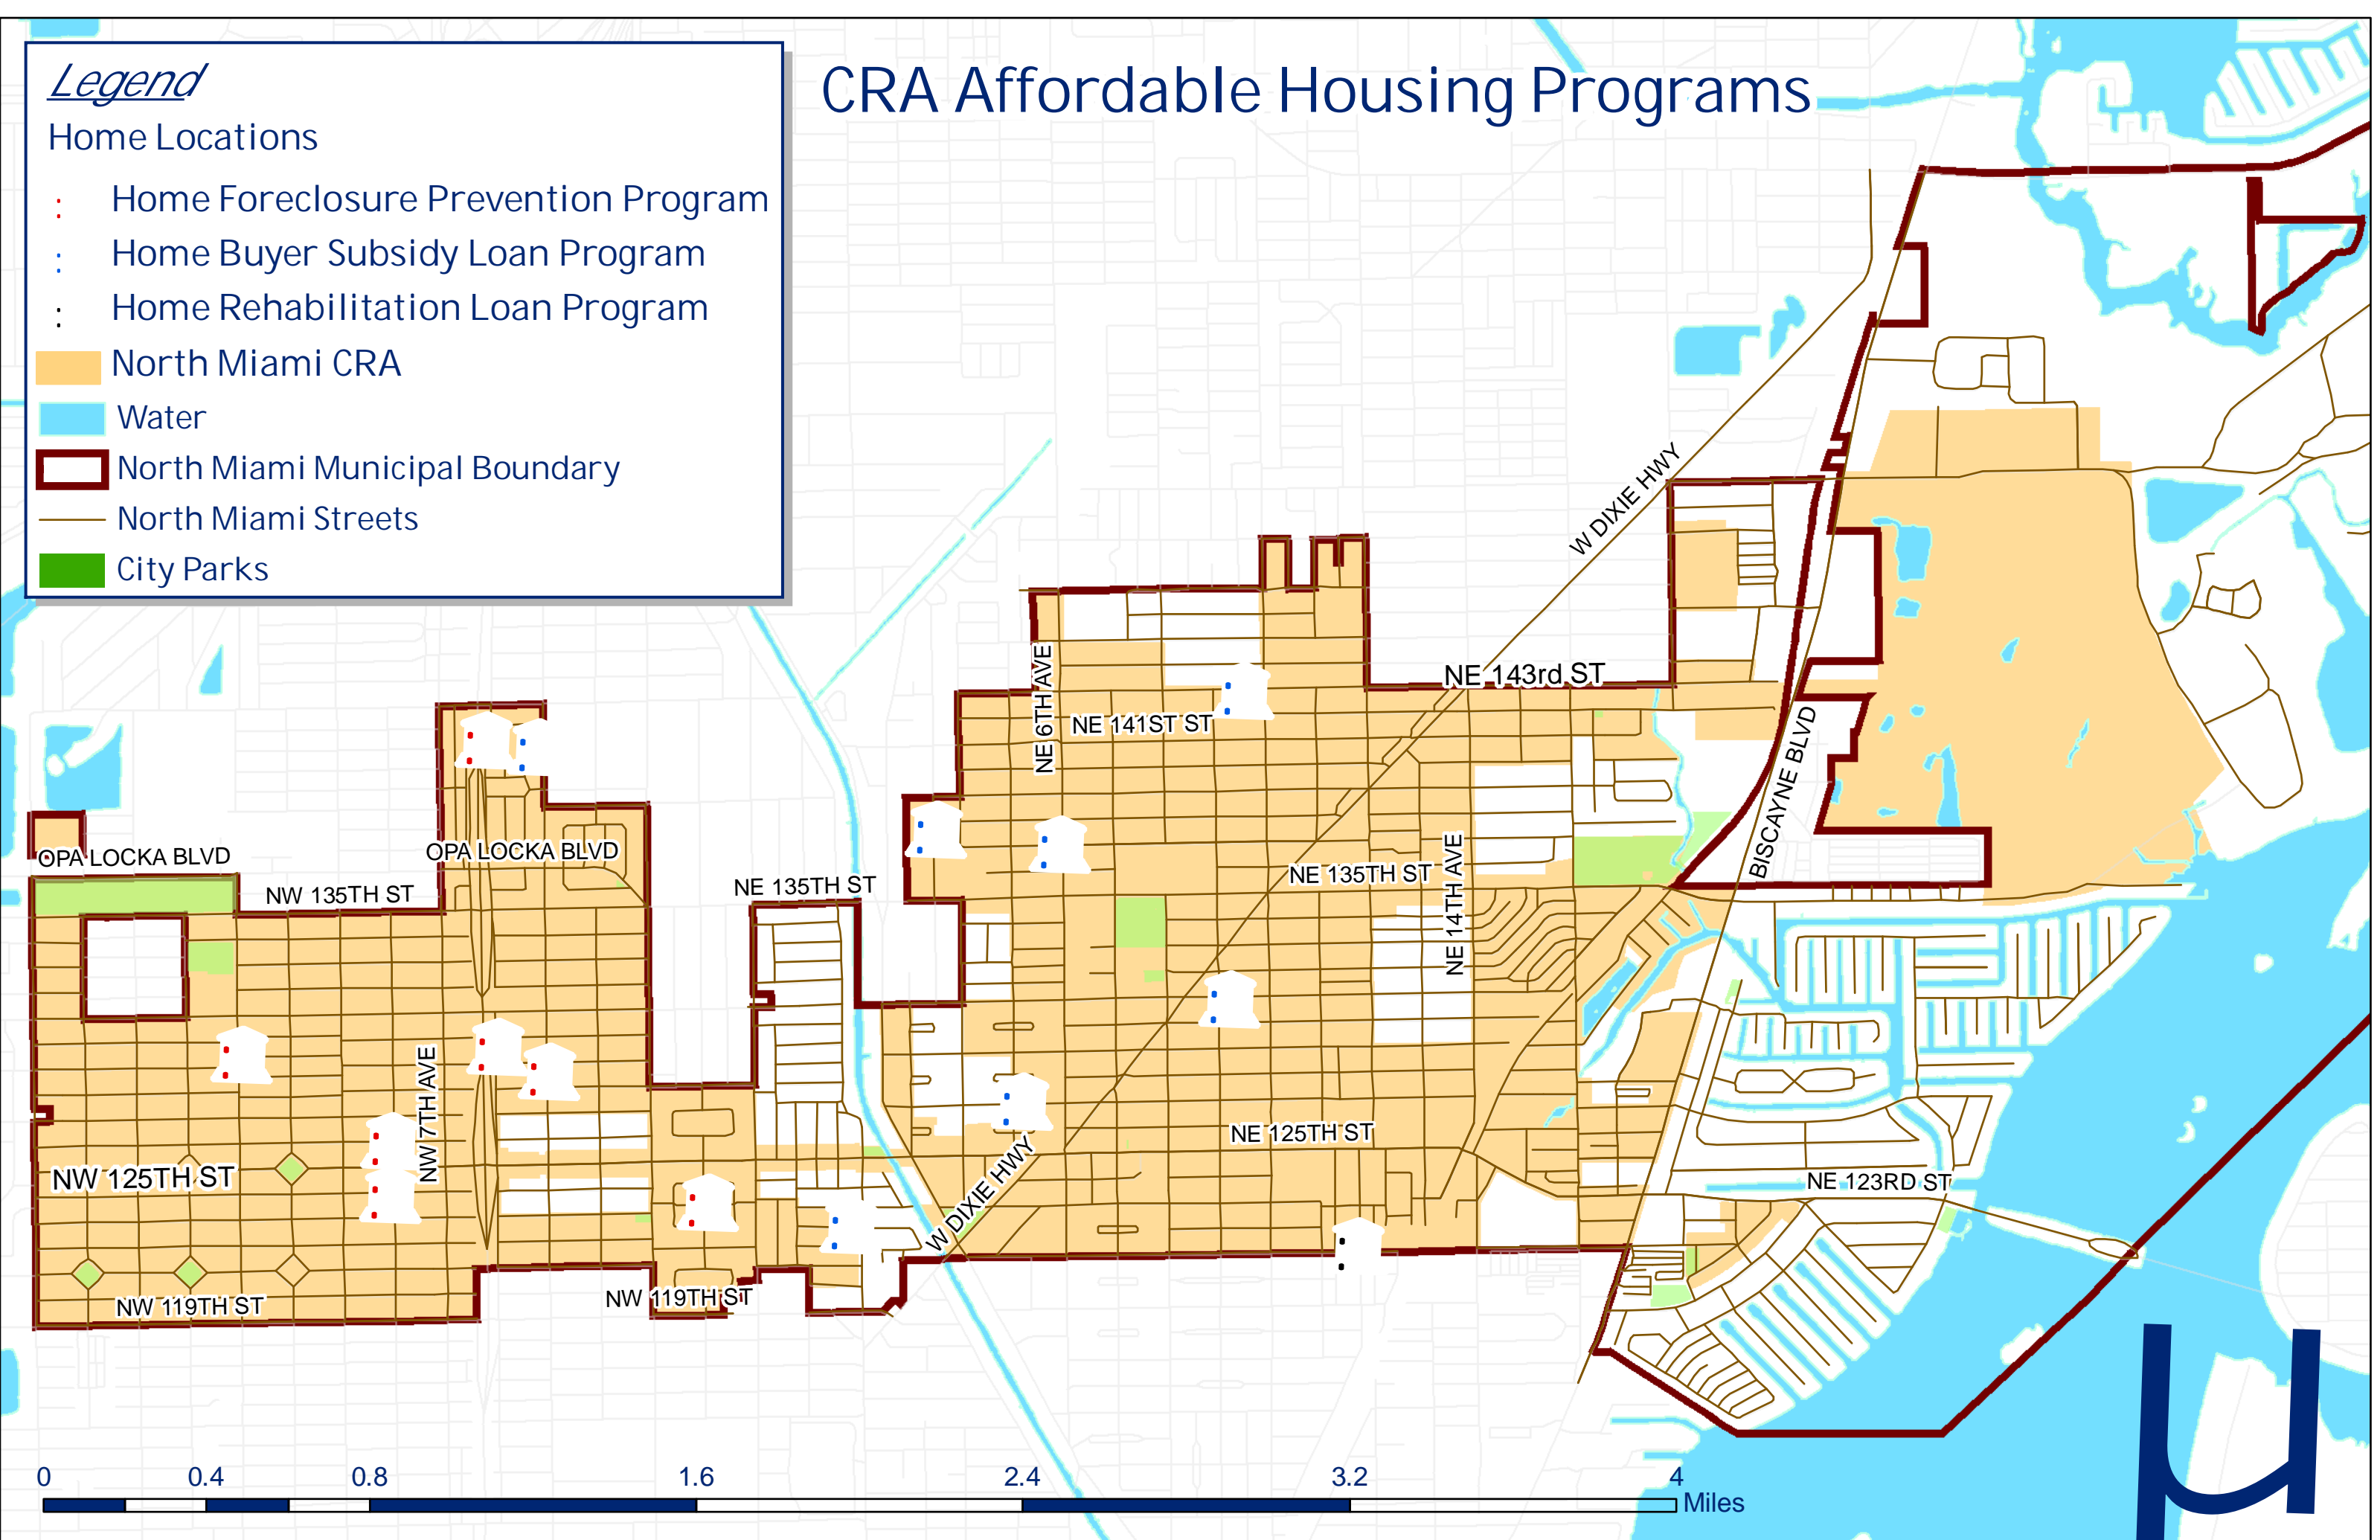 CRA Affordable Housing Programs
Legend
Home Locations
: Home Foreclosure Prevention Program
: Home Buyer Subsidy Loan Program
: Home Rehabilitation Loan Program
North Miami CRA
Water
North Miami Municipal Boundary
North Miami Streets
City Parks
W DIXIE HWY
NE 143rd ST
NE 6TH AVE
NE 141ST ST
BISCAYNE BLVD
OPA LOCKA BLVD
OPA LOCKA BLVD
NW 135TH ST
NE 135TH ST
NE 135TH ST
NE 14TH AVE
NW 7TH AVE
NE 125TH ST
NW 125TH ST
W DIXIE HWY
NE 123RD ST
NW 119TH ST
NW 119TH ST
0 0.4 0.8 1.6 2.4 3.2 4
Miles
µ